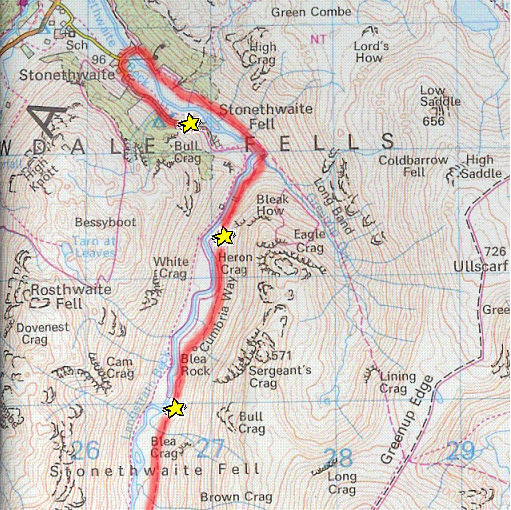 Green Combe
Sch
High
Crag
NT
Lord's
How
96
Stonethwaite
Low
Saddle
656
Stonethwaite
Fell
A
W D A L E F E L L S
Bull
Crag
Coldbarrow
Fell
High
Saddle
High
Knott
Long Band
Bleak
How
Bessyboot
Eagle
Crag
Tarn at
Leaves
726
Ullscarf
White
Crag
Heron
Crag
Rosthwaite
Fell
Cumbria Way
Gree
Dovenest
Crag
Cam
Crag
Blea
Rock
571
Sergeant's
Crag
Lining
Crag
Greenup Edge
Bull
Crag
Blea
Crag
26
27
28
29
Stonethwaite Fell
Long
Crag
Brown Crag